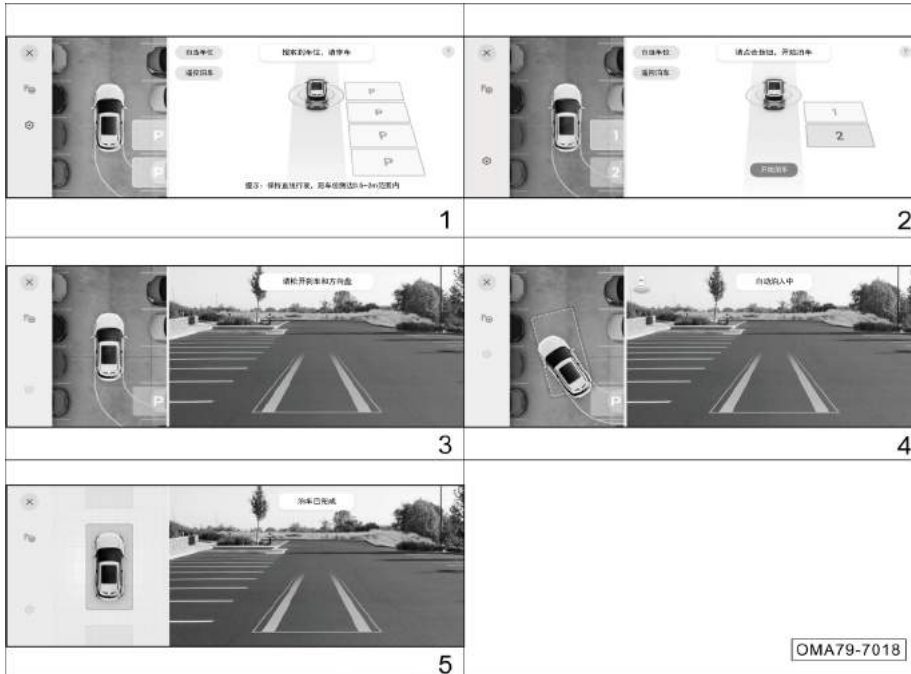 自选车位
遥控泊车
搜索到车位，请停车
?
P
P
P
P
P
P
提示：保持直线行驶，距车位侧边0.5~2m范围内
1
自选车位
遥控泊车
请点击按钮，开始泊车
?
1
2
1
2
开始泊车
2
请松开刹车和方向盘
P
3
自动泊入中
P
4
泊车已完成
5
OMA79-7018